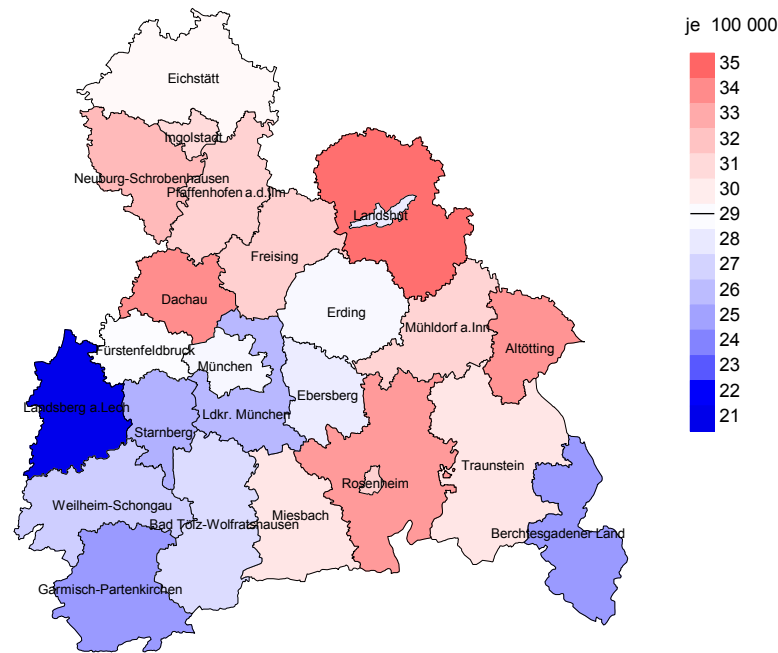 je 100 000
35
34
33
32
31
30
29
28
27
26
25
24
23
22
21
Eichstätt
Ingolstadt
Neuburg-Schrobenhausen
Pfaffenhofen a.d.Ilm
Landshut
Freising
Dachau
Erding
Mühldorf a.Inn
Altötting
Fürstenfeldbruck
München
Ebersberg
Landsberg a.Lech
Ldkr. München
Starnberg
Traunstein
Rosenheim
Weilheim-Schongau
Miesbach
Bad Tölz-Wolfratshausen
Berchtesgadener Land
Garmisch-Partenkirchen